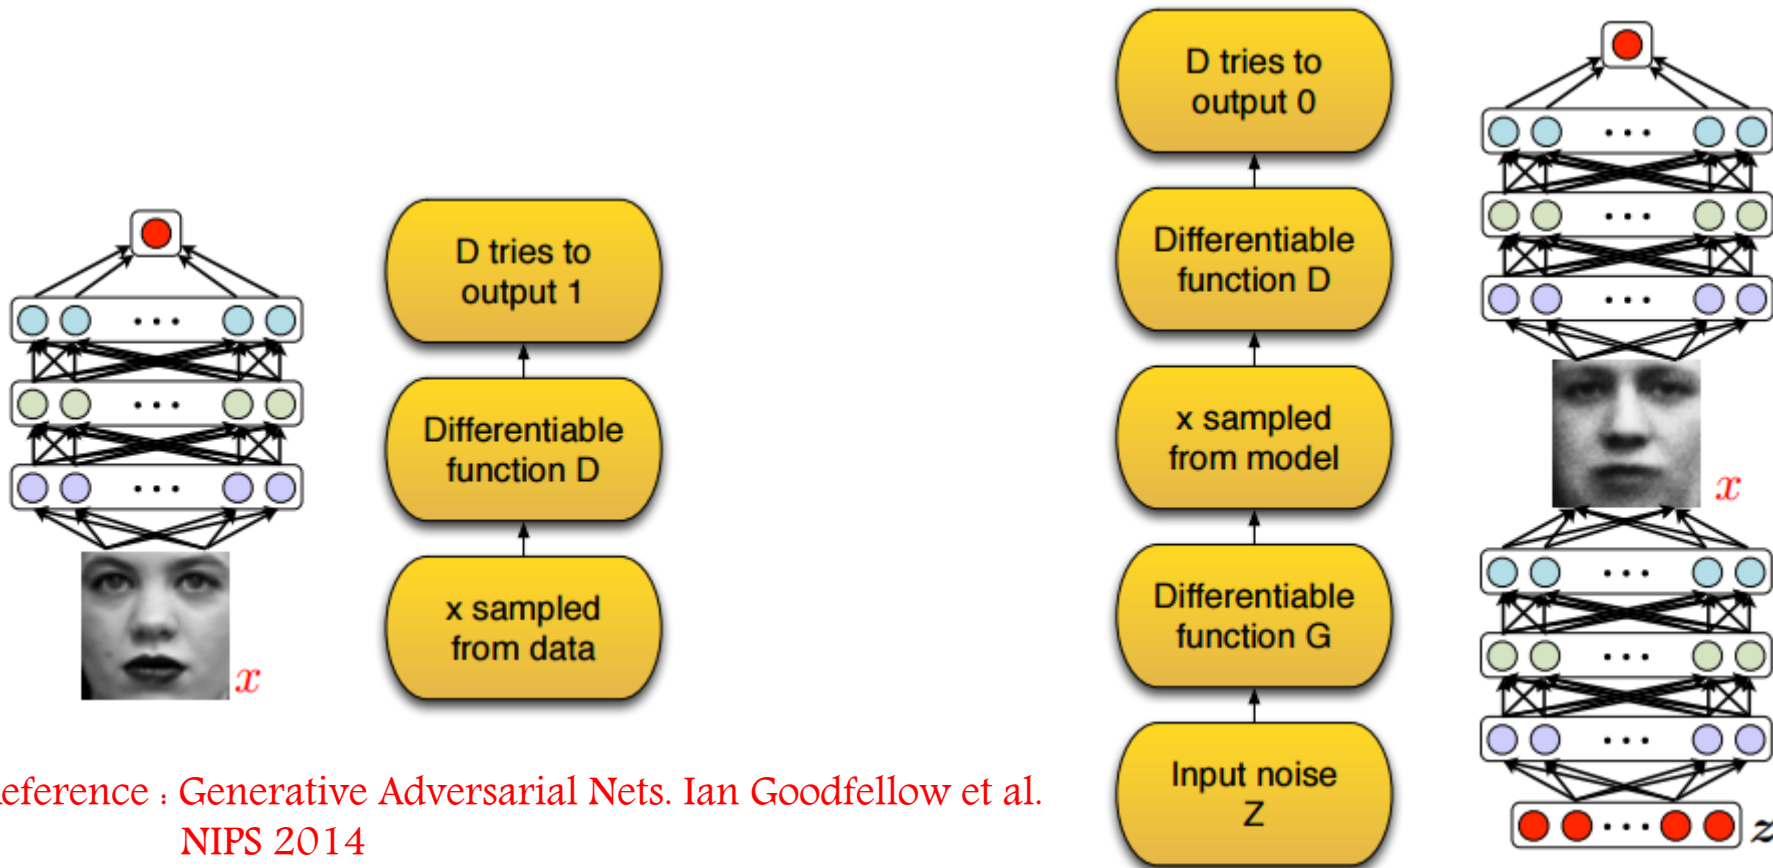 D tries to
output 1
Differentiable
function D
x sampled
from data
x
D tries to
output 0
Differentiable
function D
x sampled
from model
Differentiable
function G
Input noise
Z
x
z
eference : Generative Adversarial Nets. Ian Goodfellow et al.
NIPS 2014